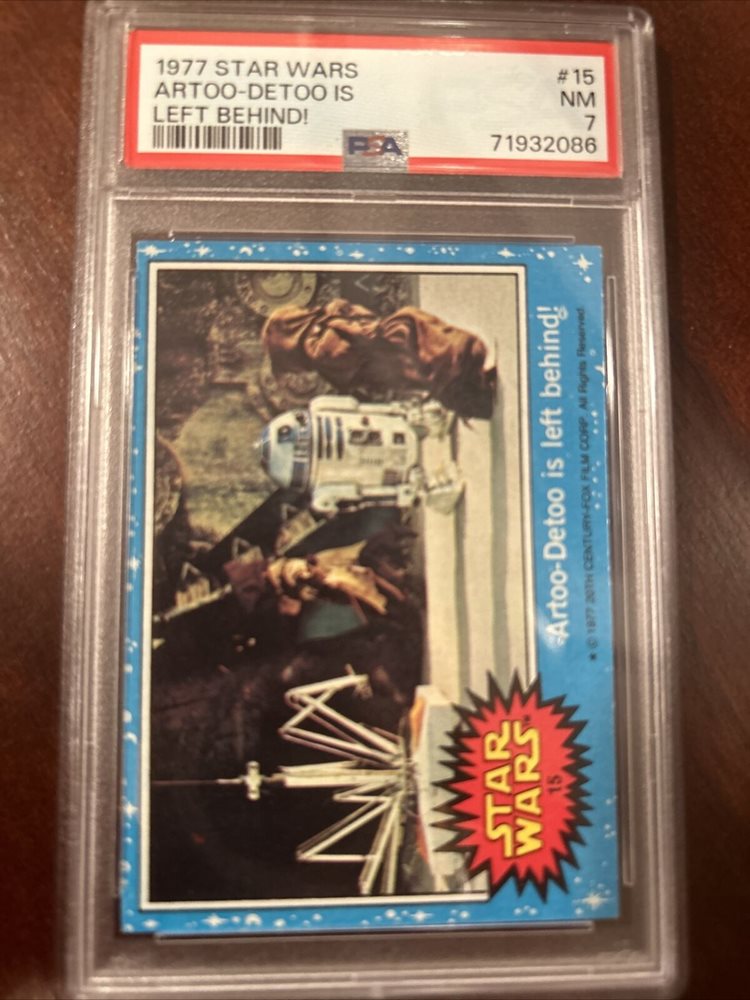 1977 STAR WARS
ARTOO-DETOO IS
LEFT BEHIND!
#15
NM
7
71932086
PSA
Artoo-Detoo is left behind!
★ © 1977 20TH CENTURY-FOX FILM CORP. All Rights Reserved.
STAR
WARS™
15